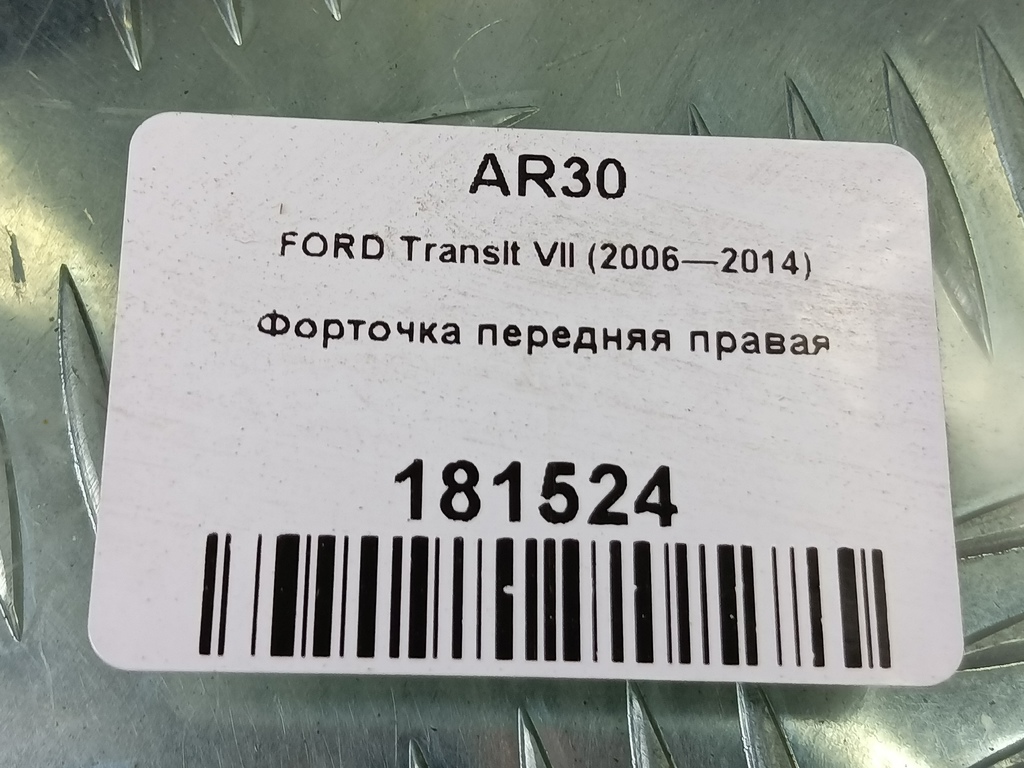 AR30
FORD Transit VII (2006—2014)
Форточка передняя правая
181524